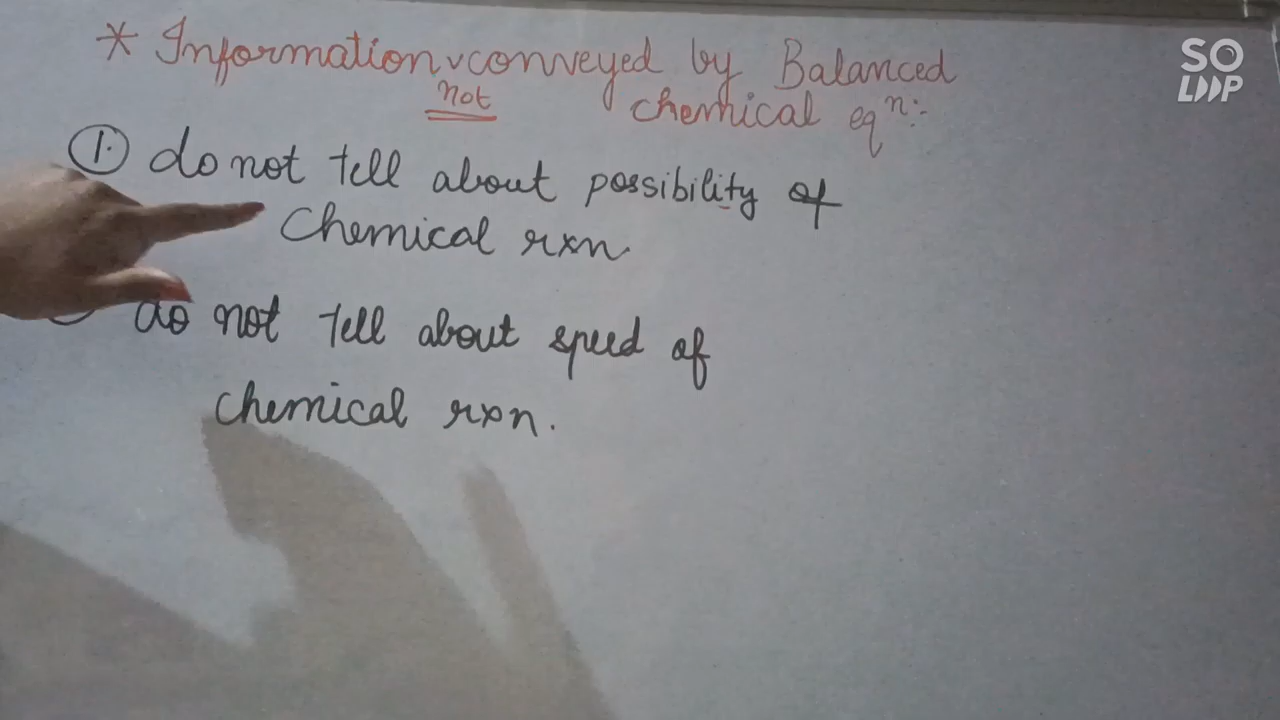 * Information ᵥ conveyed by Balanced
not
chemical eqⁿ:-
① do not tell about possibility of
Chemical rxn.
do not tell about speed of
chemical rxn.
SO
LOOP